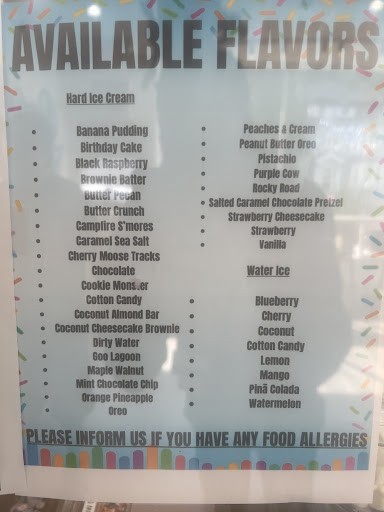 AVAILABLE FLAVORS
Hard Ice Cream
Banana Pudding
Birthday Cake
Black Raspberry
Brownie Batter
Butter Pecan
Butter Crunch
Campfire S'mores
Caramel Sea Salt
Cherry Moose Tracks
Chocolate
Cookie Monster
Cotton Candy
Coconut Almond Bar
Coconut Cheesecake Brownie
Dirty Water
Goo Lagoon
Maple Walnut
Mint Chocolate Chip
Orange Pineapple
Oreo
Peaches & Cream
Peanut Butter Oreo
Pistachio
Purple Cow
Rocky Road
Salted Caramel Chocolate Pretzel
Strawberry Cheesecake
Strawberry
Vanilla
Water Ice
Blueberry
Cherry
Coconut
Cotton Candy
Lemon
Mango
Pinã Colada
Watermelon
PLEASE INFORM US IF YOU HAVE ANY FOOD ALLERGIES